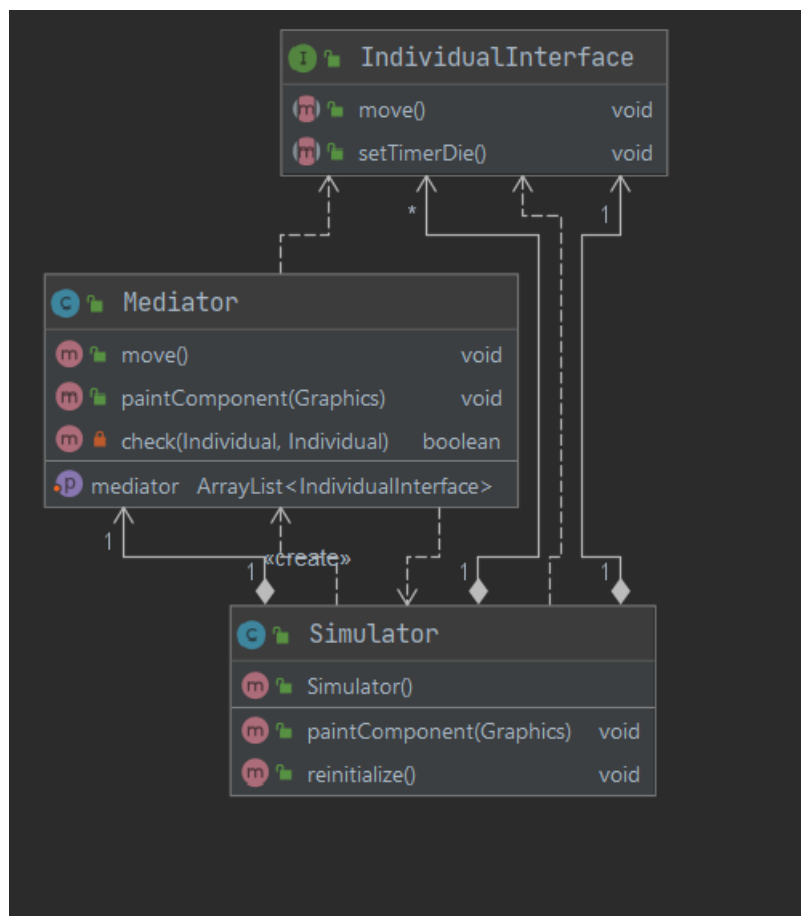 I IndividualInterface
m move() void
m setTimerDie() void
* 1
C Mediator
m move() void
m paintComponent(Graphics) void
m check(Individual, Individual) boolean
p mediator ArrayList<IndividualInterface>
1
«create»
1 1 1
C Simulator
m Simulator()
m paintComponent(Graphics) void
m reinitialize() void